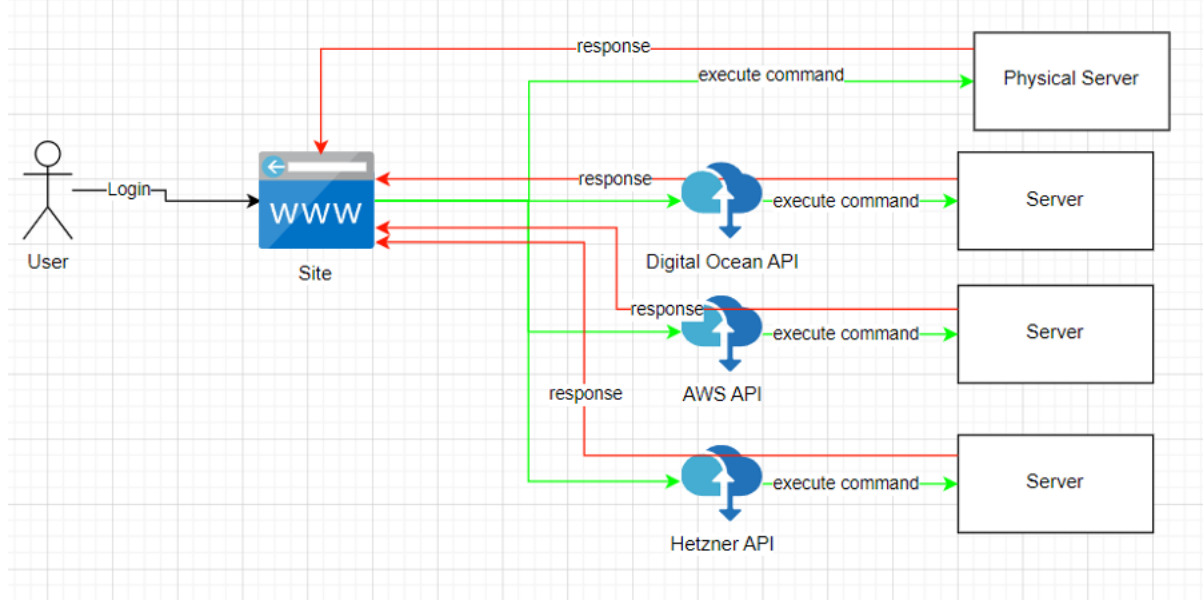 response
execute command
Physical Server
Login
User
WWW
Site
response
execute command
Server
Digital Ocean API
response
execute command
Server
AWS API
response
execute command
Server
Hetzner API